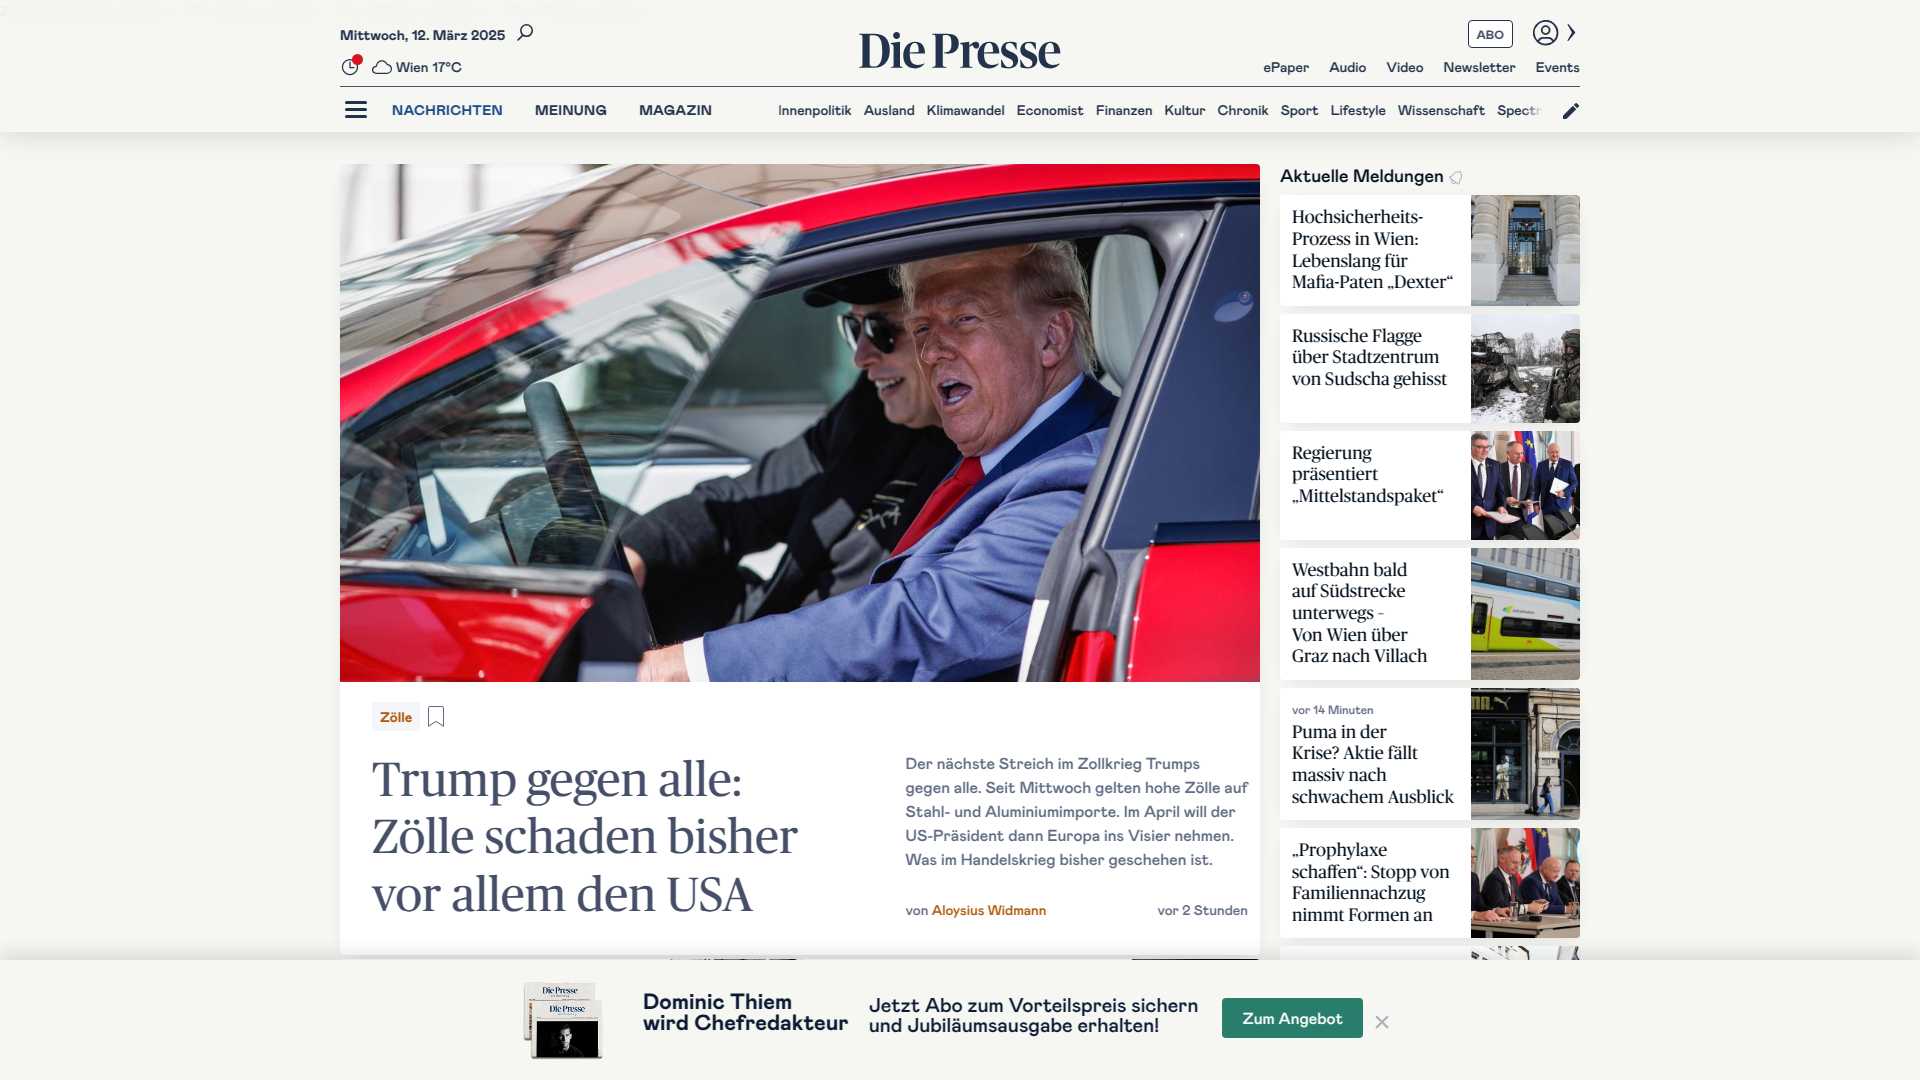 Mittwoch, 12. März 2025
Die Presse
ABO
Wien 17°C
ePaper Audio Video Newsletter Events
NACHRICHTEN MEINUNG MAGAZIN
Innenpolitik Ausland Klimawandel Economist Finanzen Kultur Chronik Sport Lifestyle Wissenschaft Spectr
Zölle
Trump gegen alle:
Zölle schaden bisher
vor allem den USA
Der nächste Streich im Zollkrieg Trumps
gegen alle. Seit Mittwoch gelten hohe Zölle auf
Stahl- und Aluminiumimporte. Im April will der
US-Präsident dann Europa ins Visier nehmen.
Was im Handelskrieg bisher geschehen ist.
von Aloysius Widmann
vor 2 Stunden
Aktuelle Meldungen
Hochsicherheits-
Prozess in Wien:
Lebenslang für
Mafia-Paten „Dexter“
Russische Flagge
über Stadtzentrum
von Sudscha gehisst
Regierung
präsentiert
„Mittelstandspaket“
Westbahn bald
auf Südstrecke
unterwegs –
Von Wien über
Graz nach Villach
vor 14 Minuten
Puma in der
Krise? Aktie fällt
massiv nach
schwachem Ausblick
„Prophylaxe
schaffen“: Stopp von
Familiennachzug
nimmt Formen an
Die Presse
Die Presse
Dominic Thiem
wird Chefredakteur
Jetzt Abo zum Vorteilspreis sichern
und Jubiläumsausgabe erhalten!
Zum Angebot